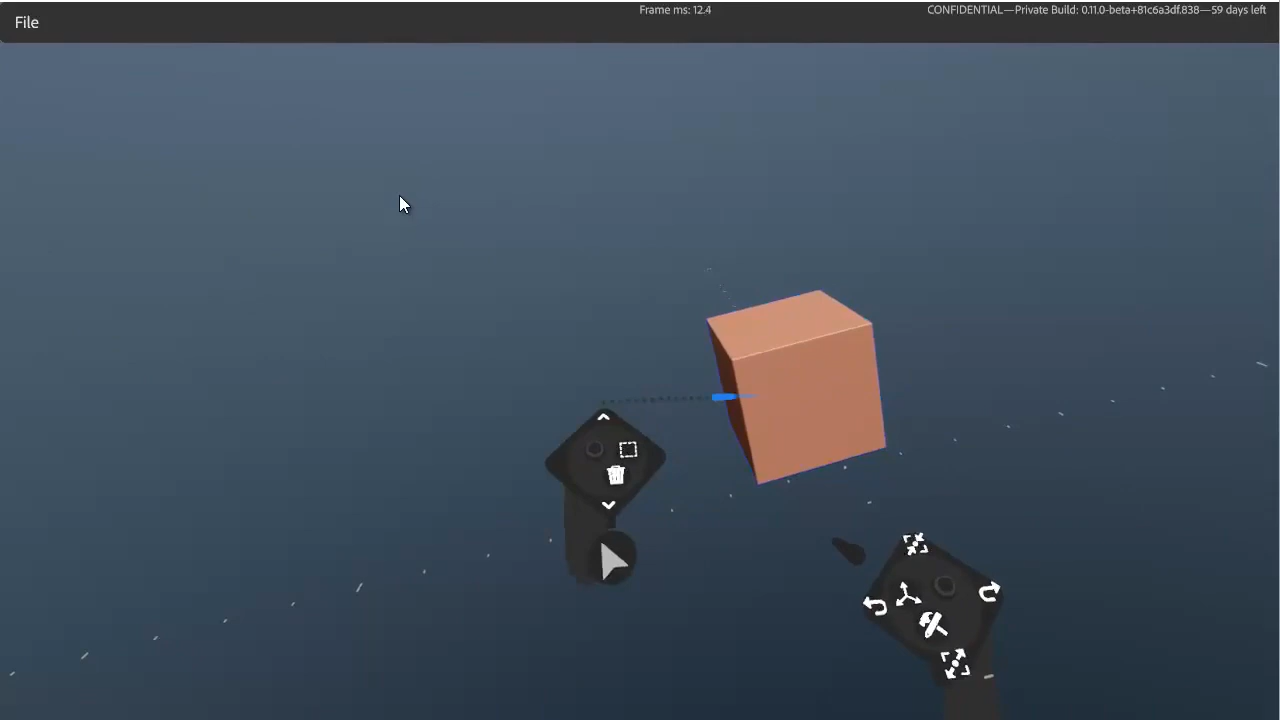 Frame ms: 12.4
CONFIDENTIAL—Private Build: 0.11.0-beta+81c6a3df.838—59 days left
File